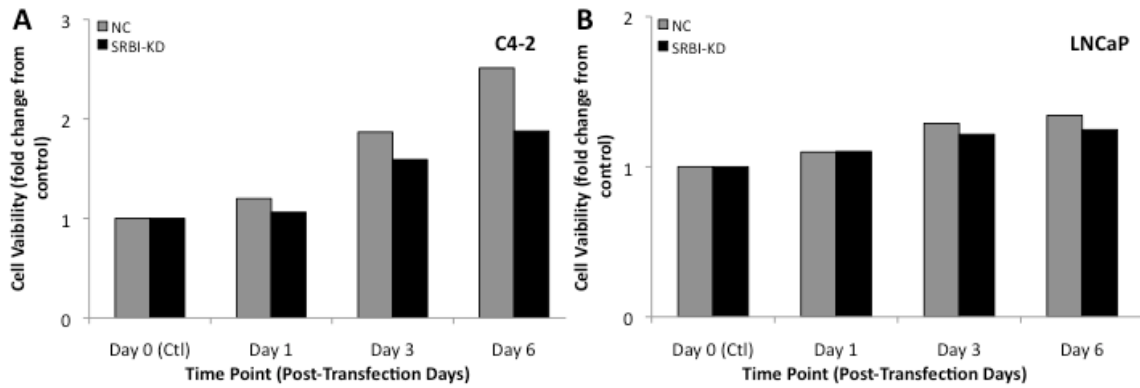 A
3
NC
SRBI-KD
C4-2
2
1
0
Cell Vaibility (fold change from
control)
Day 0 (Ctl) Day 1 Day 3 Day 6
Time Point (Post-Transfection Days)
B
2
NC
SRBI-KD
LNCaP
1
0
Cell Vaibility (fold change from
control)
Day 0 (Ctl) Day 1 Day 3 Day 6
Time Point (Post-Transfection Days)